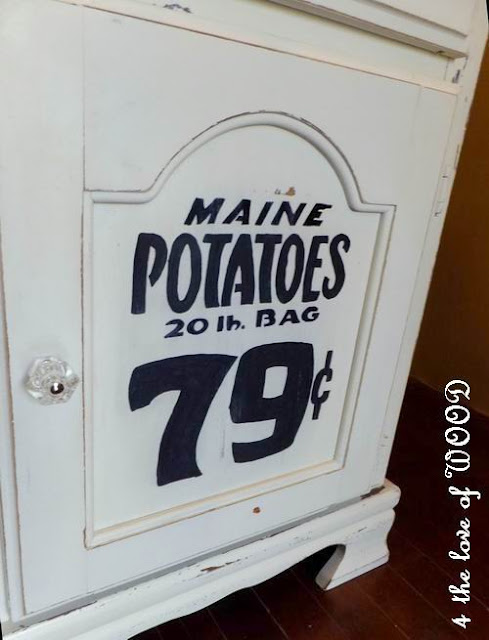 MAINE
POTATOES
20 lb. BAG
79¢
4 the love of WOOD